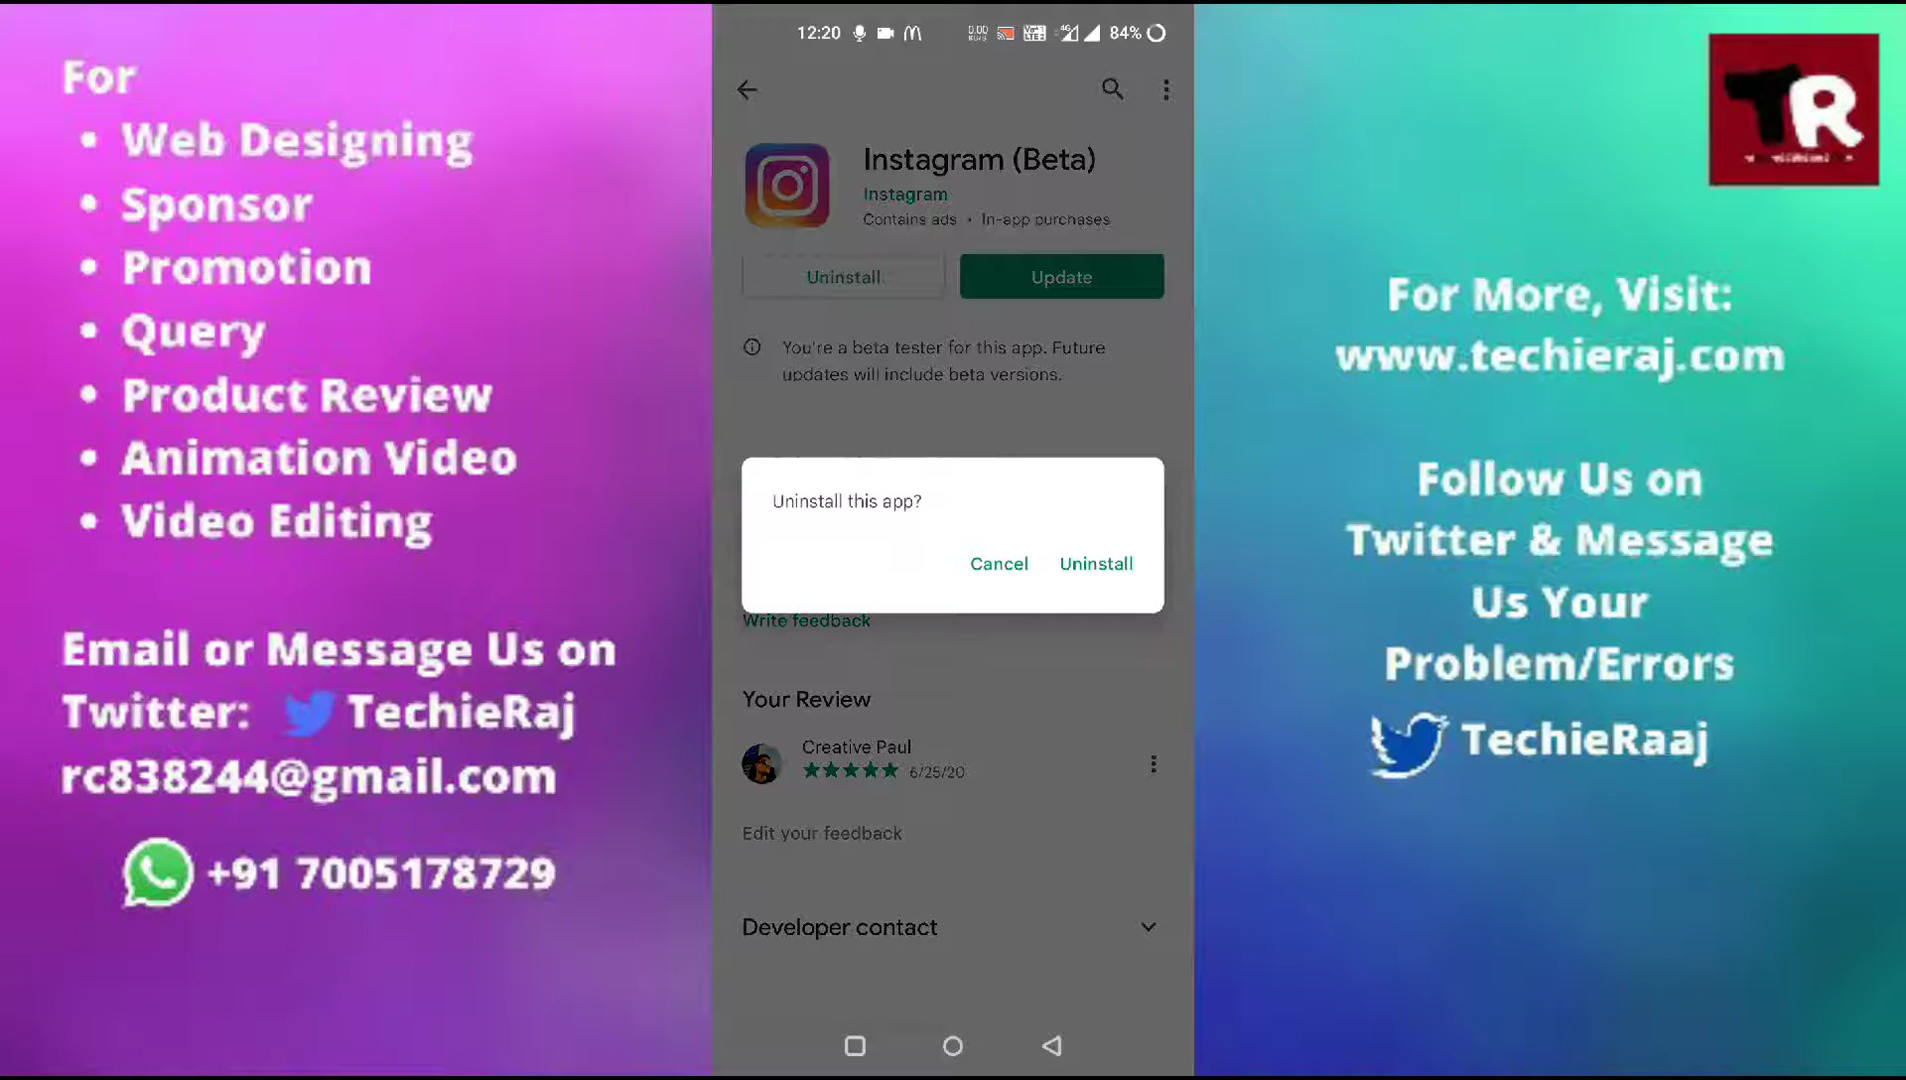 For
• Web Designing
• Sponsor
• Promotion
• Query
• Product Review
• Animation Video
• Video Editing
Email or Message Us on
Twitter: TechieRaj
rc838244@gmail.com
+91 7005178729
12:20
0.00
4G
84%
Instagram (Beta)
Instagram
Contains ads • In-app purchases
Uninstall
Update
You're a beta tester for this app. Future
updates will include beta versions.
Uninstall this app?
Cancel Uninstall
Write feedback
Your Review
Creative Paul
6/25/20
Edit your feedback
Developer contact
TR
For More, Visit:
www.techieraj.com
Follow Us on
Twitter & Message
Us Your
Problem/Errors
TechieRaaj